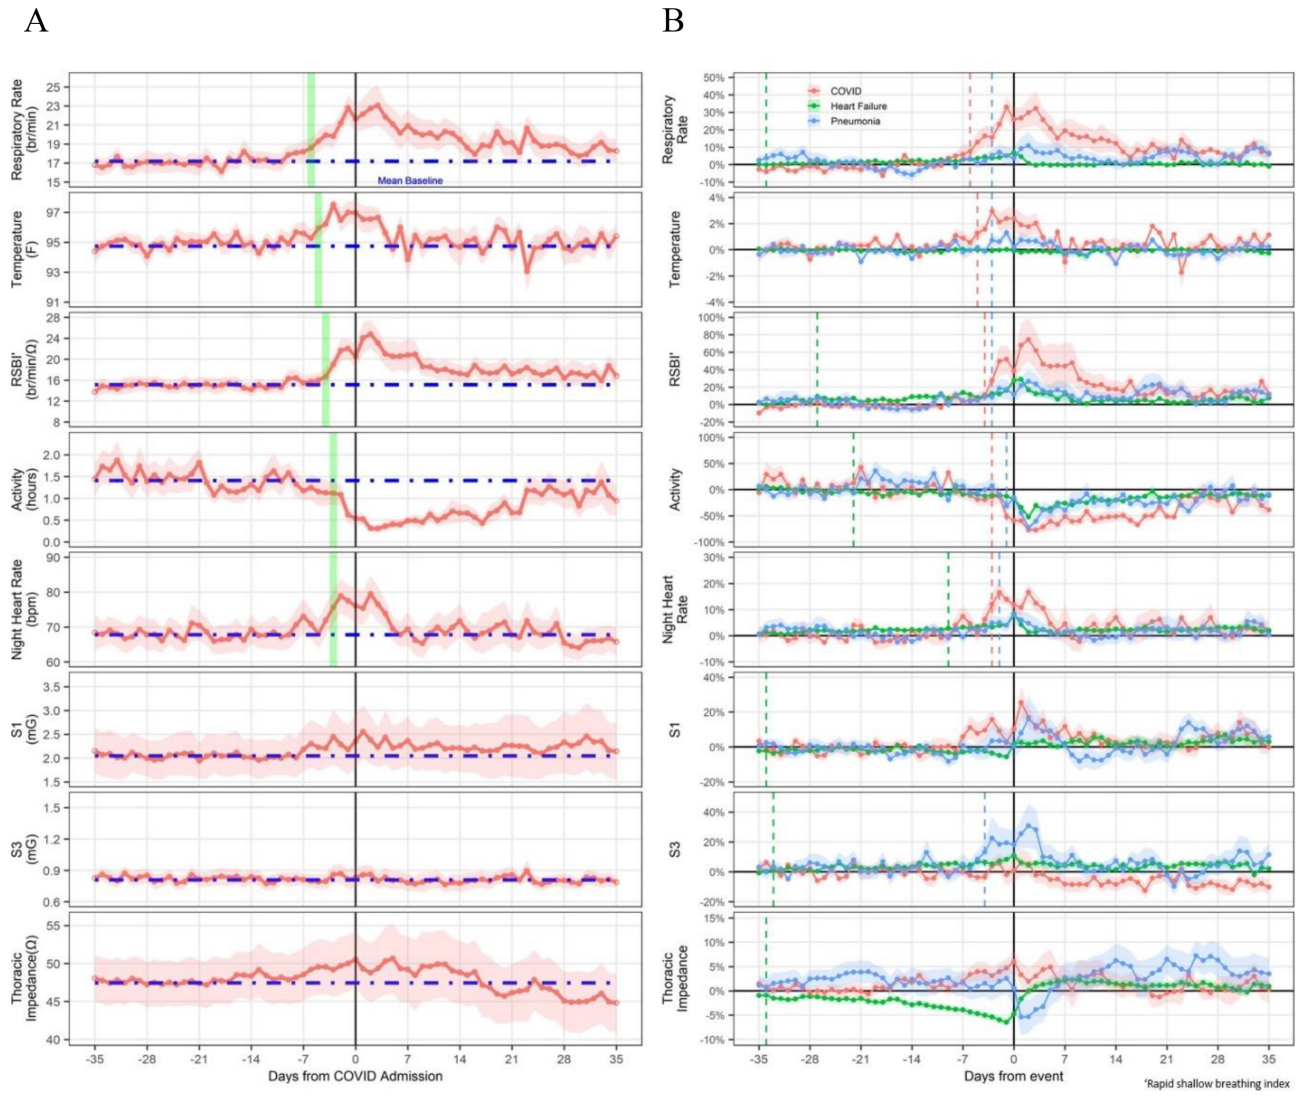 A
B
Respiratory Rate
(br/min)
25
23
21
19
17
15
Mean Baseline
Temperature
(F)
97
95
93
91
RSBI'
(br/min/Ω)
28
24
20
16
12
8
Activity
(hours)
2.0
1.5
1.0
0.5
0.0
Night Heart Rate
(bpm)
90
80
70
60
S1
(mG)
3.5
3.0
2.5
2.0
1.5
S3
(mG)
1.5
1.2
0.9
0.6
Thoracic
Impedance(Ω)
55
50
45
40
-35 -28 -21 -14 -7 0 7 14 21 28 35
Days from COVID Admission
Respiratory
Rate
50%
40%
30%
20%
10%
0%
-10%
COVID
Heart Failure
Pneumonia
Temperature
4%
2%
0%
-2%
-4%
RSBI'
100%
80%
60%
40%
20%
0%
-20%
Activity
100%
50%
0%
-50%
-100%
Night Heart
Rate
30%
20%
10%
0%
-10%
S1
40%
20%
0%
-20%
S3
40%
20%
0%
-20%
Thoracic
Impedance
15%
10%
5%
0%
-5%
-10%
-35 -28 -21 -14 -7 0 7 14 21 28 35
Days from event
'Rapid shallow breathing index